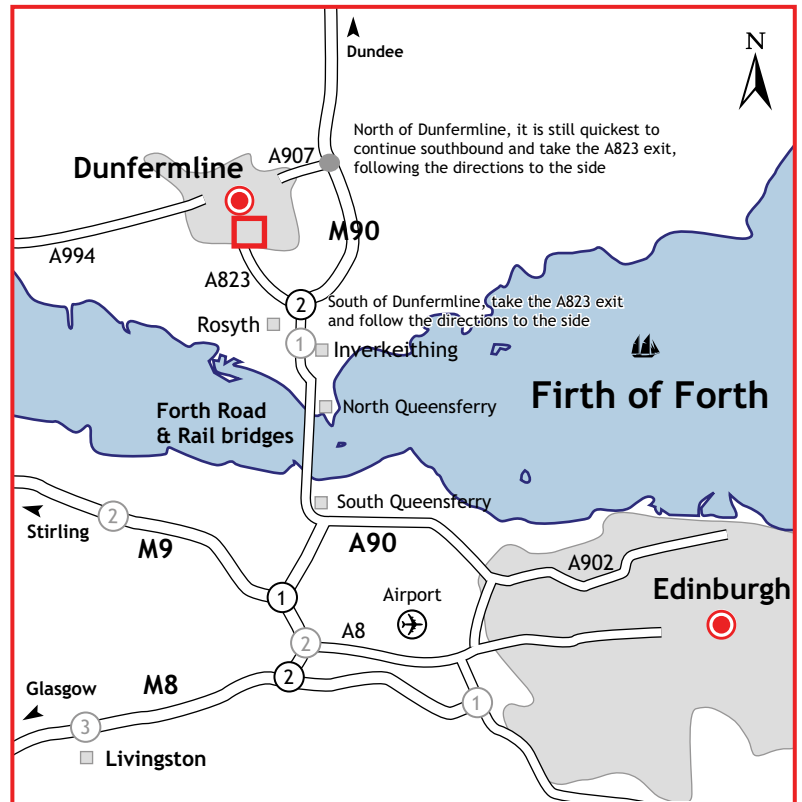 N
Dundee
North of Dunfermline, it is still quickest to
continue southbound and take the A823 exit,
following the directions to the side
A907
Dunfermline
M90
A994
A823
2
South of Dunfermline, take the A823 exit
and follow the directions to the side
Rosyth
1
Inverkeithing
Firth of Forth
Forth Road
& Rail bridges
North Queensferry
South Queensferry
2
Stirling
M9
A90
A902
Edinburgh
1
Airport
2
A8
Glasgow
M8
2
1
3
Livingston